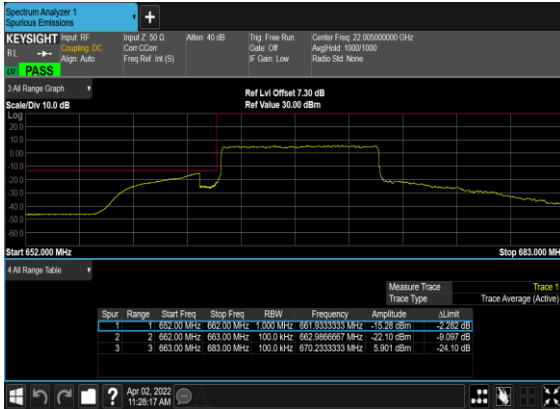 Spectrum Analyzer 1
Spurious Emissions
KEYSIGHT Input: RF Input Z: 50 Ω Atten: 40 dB Trig: Free Run Center Freq: 22.005000000 GHz
RL Coupling: DC Corr CCorr Gate: Off Avg|Hold: 1000/1000
Align: Auto Freq Ref: Int (S) IF Gain: Low Radio Std: None
PASS
3 All Range Graph
Ref Lvl Offset 7.30 dB
Scale/Div 10.0 dB Ref Value 30.00 dBm
Log
20.0
10.0
0.00
-10.0
-20.0
-30.0
-40.0
-50.0
-60.0
Start 652.000 MHz Stop 683.000 MH
4 All Range Table
Measure Trace Trace 1
Trace Type Trace Average (Active)
Spur Range Start Freq Stop Freq RBW Frequency Amplitude ΔLimit
1 1 652.00 MHz 662.00 MHz 1.000 MHz 661.9333333 MHz -15.28 dBm -2.282 dB
2 2 662.00 MHz 663.00 MHz 100.0 kHz 662.9866667 MHz -22.10 dBm -9.097 dB
3 3 663.00 MHz 683.00 MHz 100.0 kHz 670.2333333 MHz 5.901 dBm -24.10 dB
Apr 02, 2022
11:28:17 AM